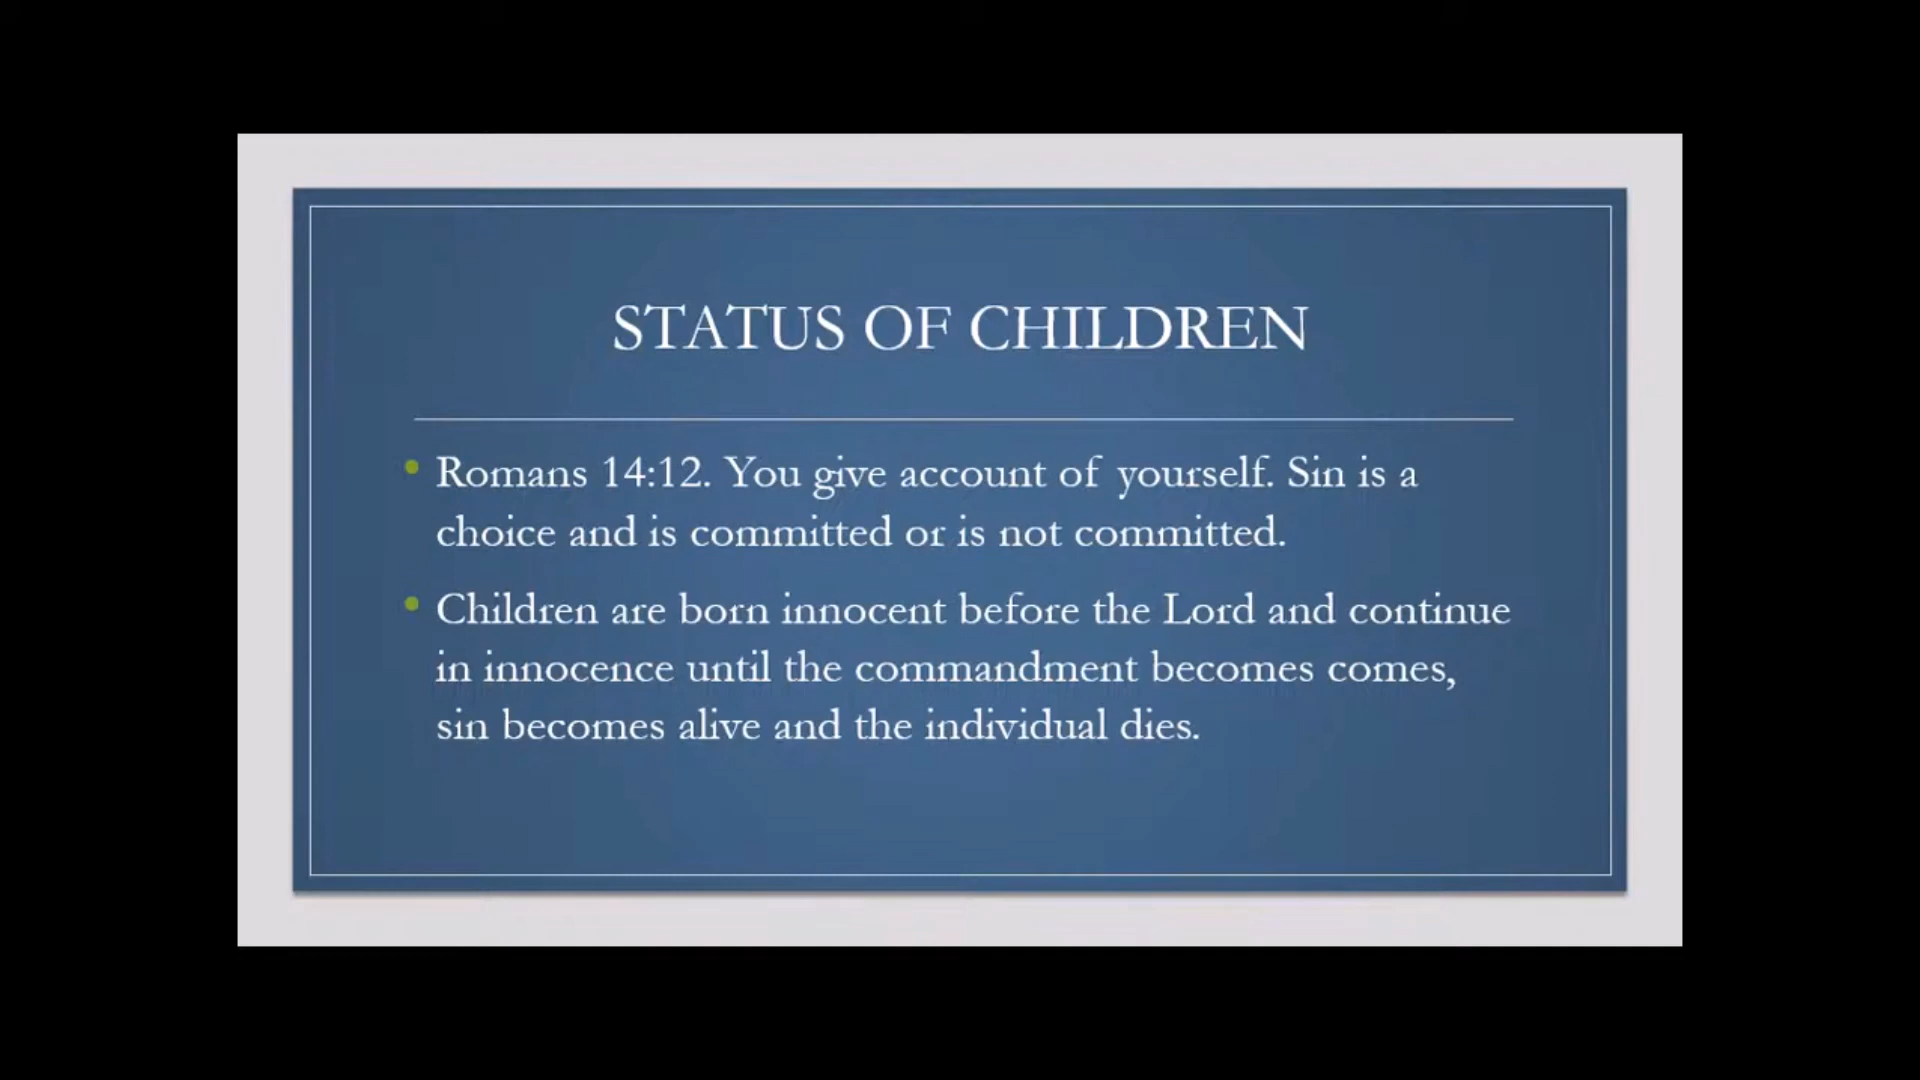 STATUS OF CHILDREN
• Romans 14:12. You give account of yourself. Sin is a
choice and is committed or is not committed.
• Children are born innocent before the Lord and continue
in innocence until the commandment becomes comes,
sin becomes alive and the individual dies.